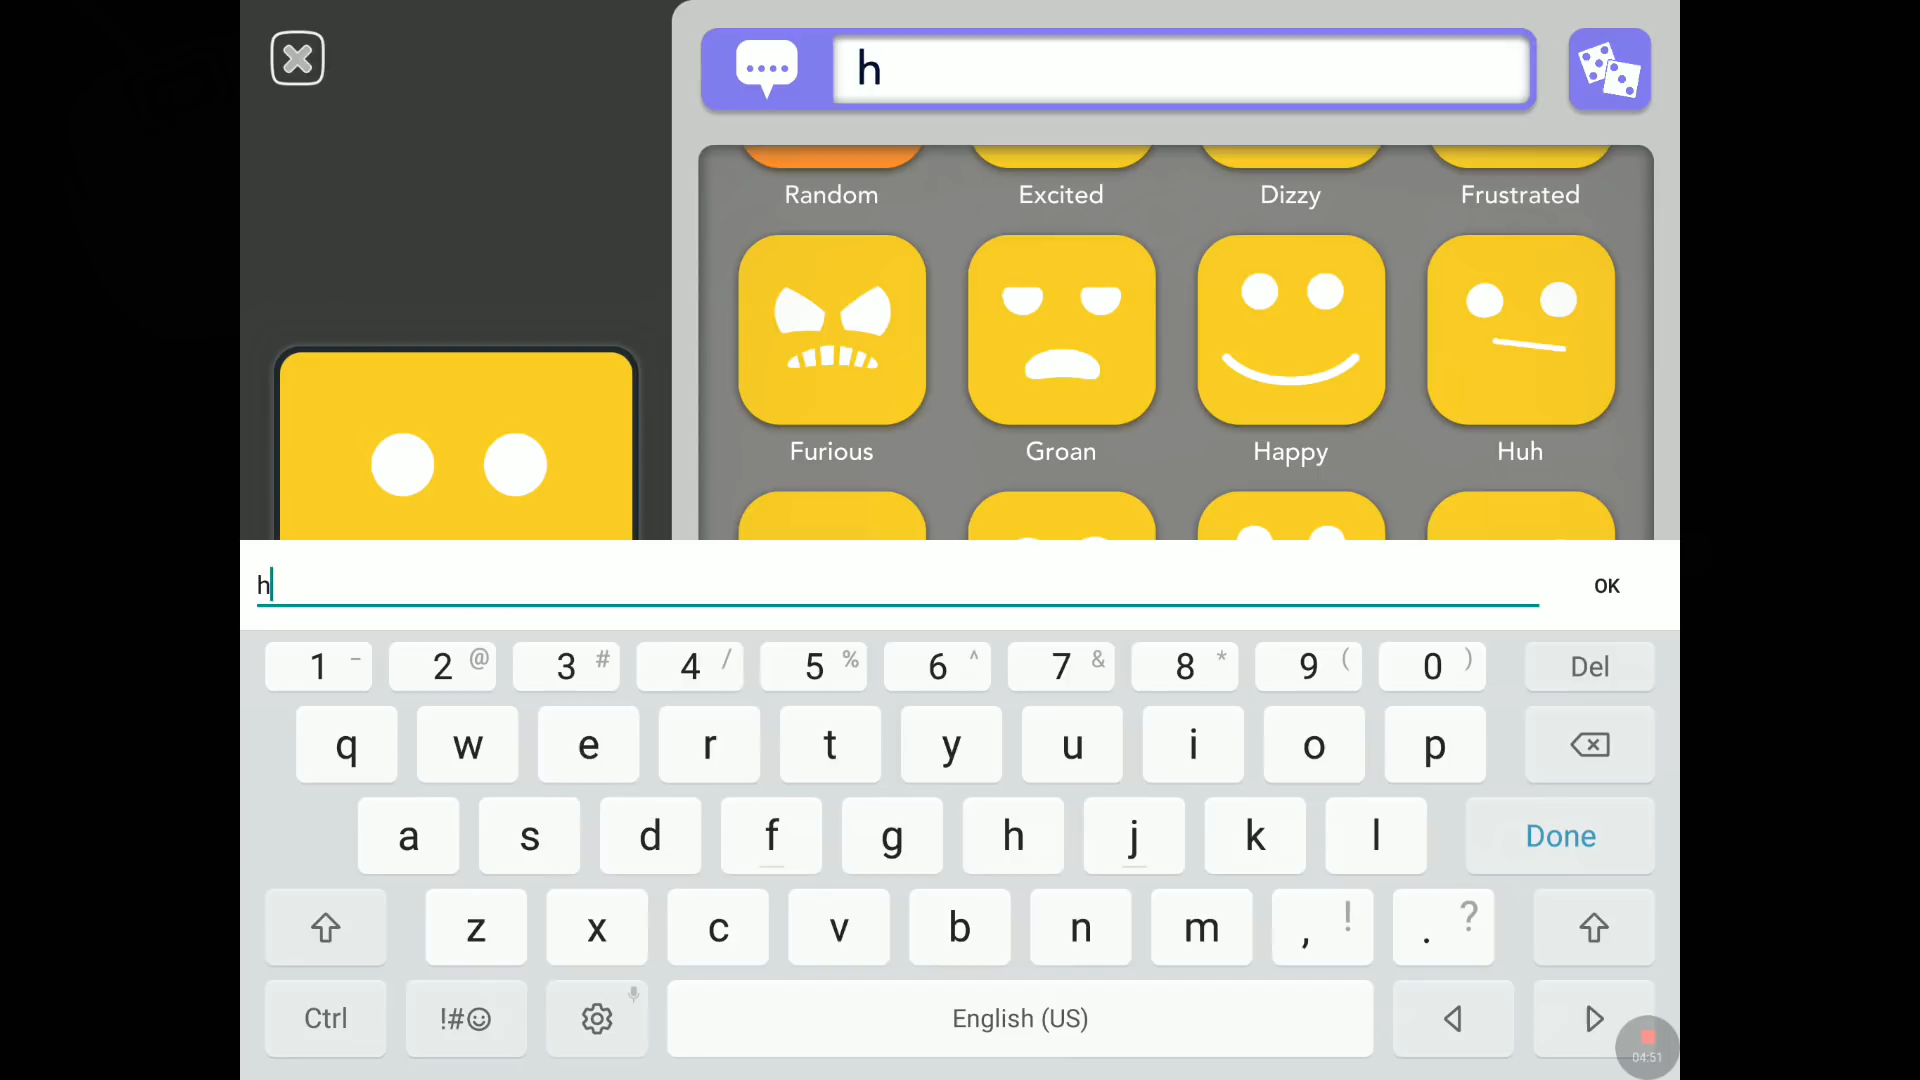 h
Random Excited Dizzy Frustrated
Furious Groan Happy Huh
h OK
1 - 2 @ 3 # 4 / 5 % 6 ^ 7 & 8 * 9 ( 0 ) Del
q w e r t y u i o p
a s d f g h j k l Done
z x c v b n m , ! . ?
Ctrl !#☺ English (US)
04:51